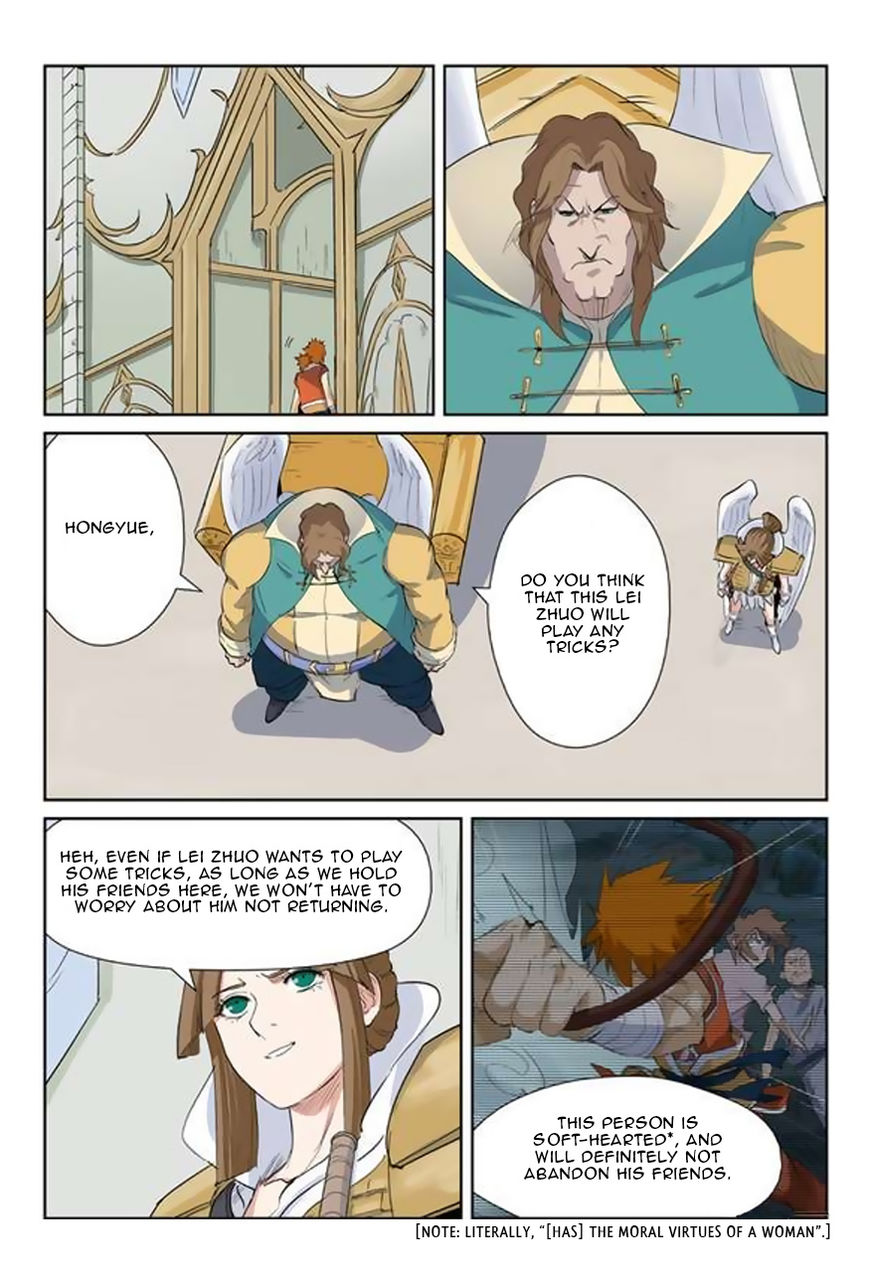 HONGYUE,
DO YOU THINK
THAT THIS LEI
ZHUO WILL
PLAY ANY
TRICKS?
HEH, EVEN IF LEI ZHUO WANTS TO PLAY
SOME TRICKS, AS LONG AS WE HOLD
HIS FRIENDS HERE, WE WON'T HAVE TO
WORRY ABOUT HIM NOT RETURNING.
THIS PERSON IS
SOFT-HEARTED*, AND
WILL DEFINITELY NOT
ABANDON HIS FRIENDS.
[NOTE: LITERALLY, "[HAS] THE MORAL VIRTUES OF A WOMAN".]